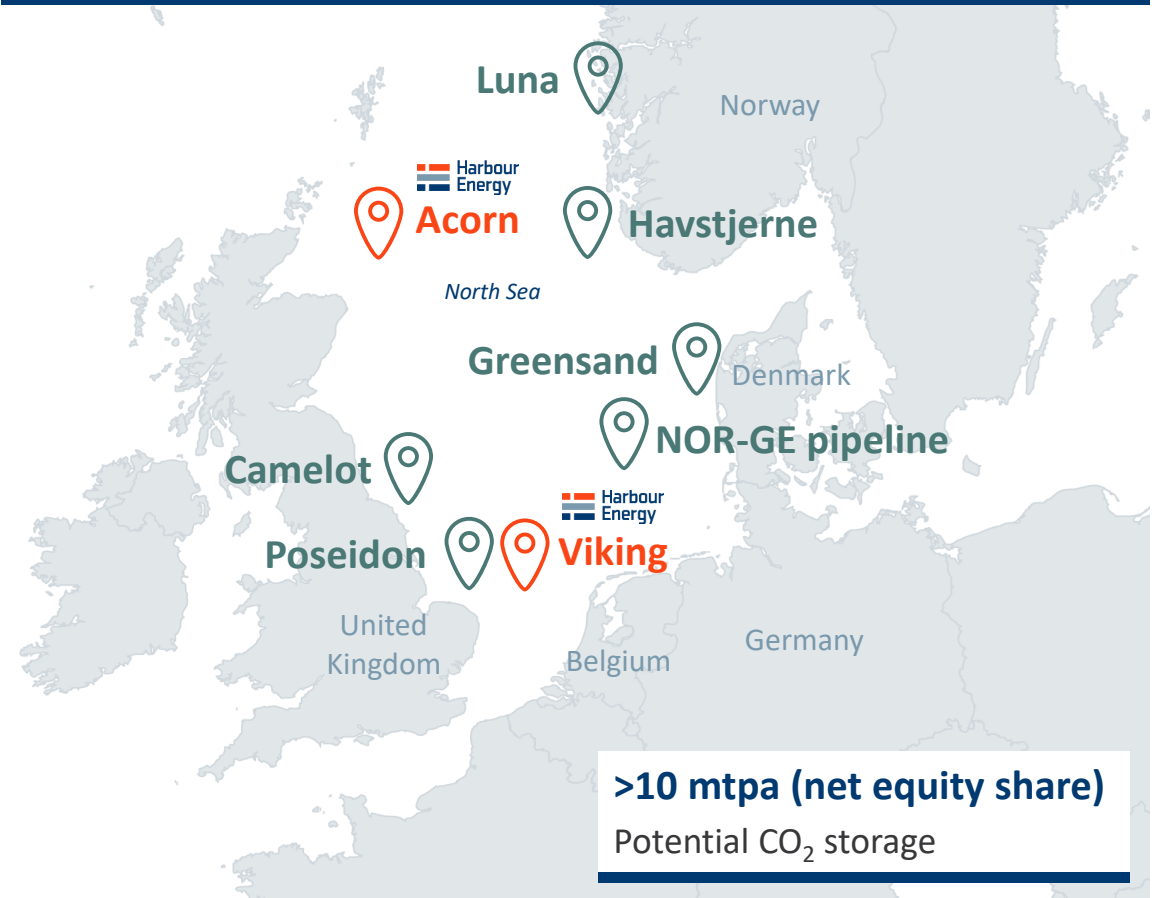 Luna
Norway
Harbour
Energy
Acorn
Havstjerne
North Sea
Greensand
Denmark
NOR-GE pipeline
Camelot
Harbour
Energy
Poseidon
Viking
United
Kingdom
Belgium
Germany
>10 mtpa (net equity share)
Potential CO₂ storage